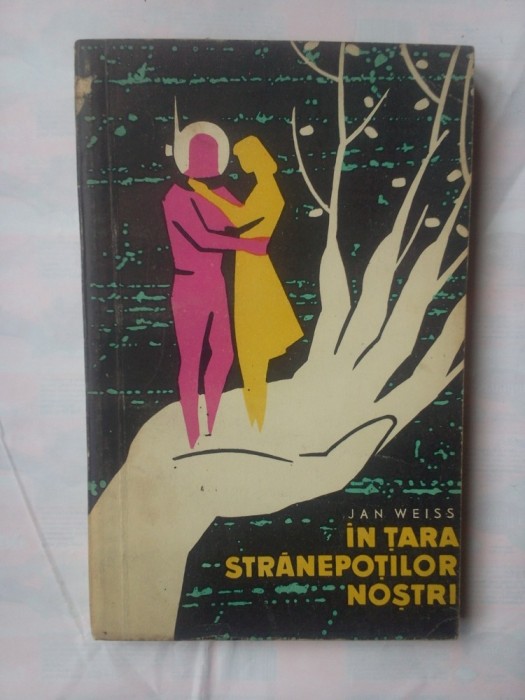 JAN WEISS
ÎN ȚARA
STRĂNEPOȚILOR
NOȘTRI